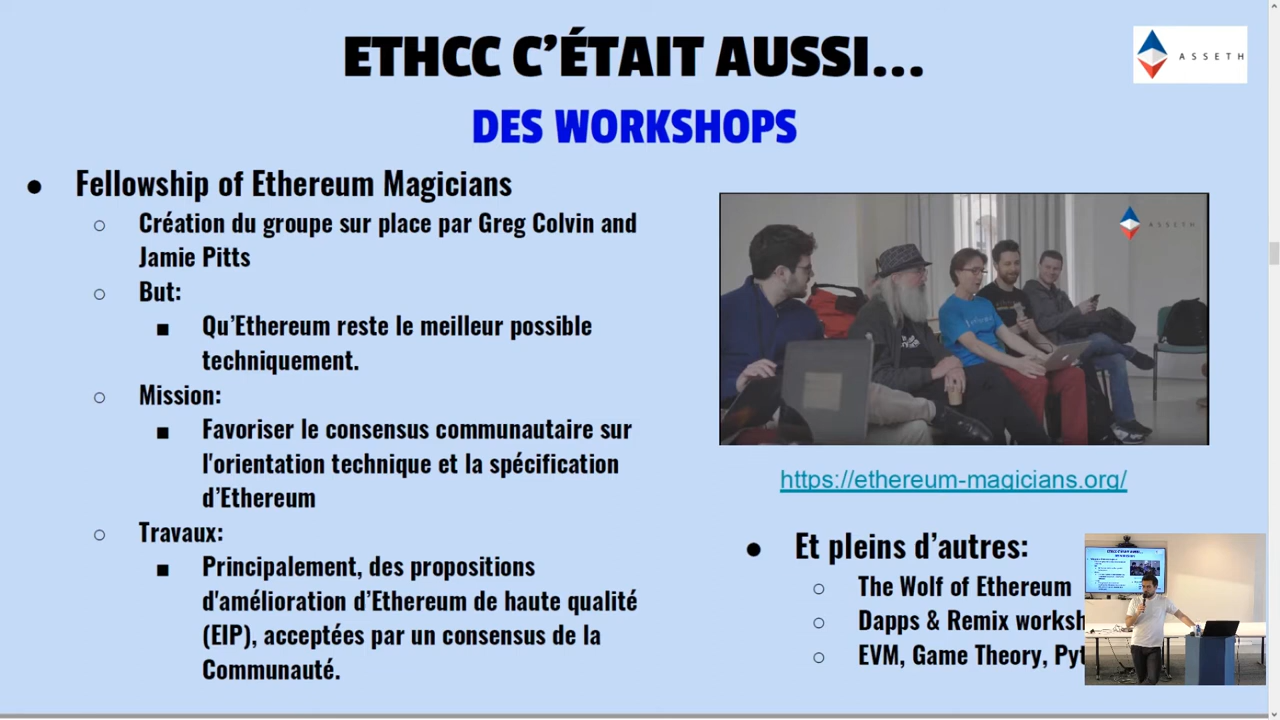 ETHCC C'ÉTAIT AUSSI...
ASSETH
DES WORKSHOPS
● Fellowship of Ethereum Magicians
○ Création du groupe sur place par Greg Colvin and
Jamie Pitts
○ But:
■ Qu'Ethereum reste le meilleur possible
techniquement.
○ Mission:
■ Favoriser le consensus communautaire sur
l'orientation technique et la spécification
d'Ethereum
○ Travaux:
■ Principalement, des propositions
d'amélioration d'Ethereum de haute qualité
(EIP), acceptées par un consensus de la
Communauté.
ASSETH
https://ethereum-magicians.org/
● Et pleins d'autres:
○ The Wolf of Ethereum
○ Dapps & Remix worksh
○ EVM, Game Theory, Pyt